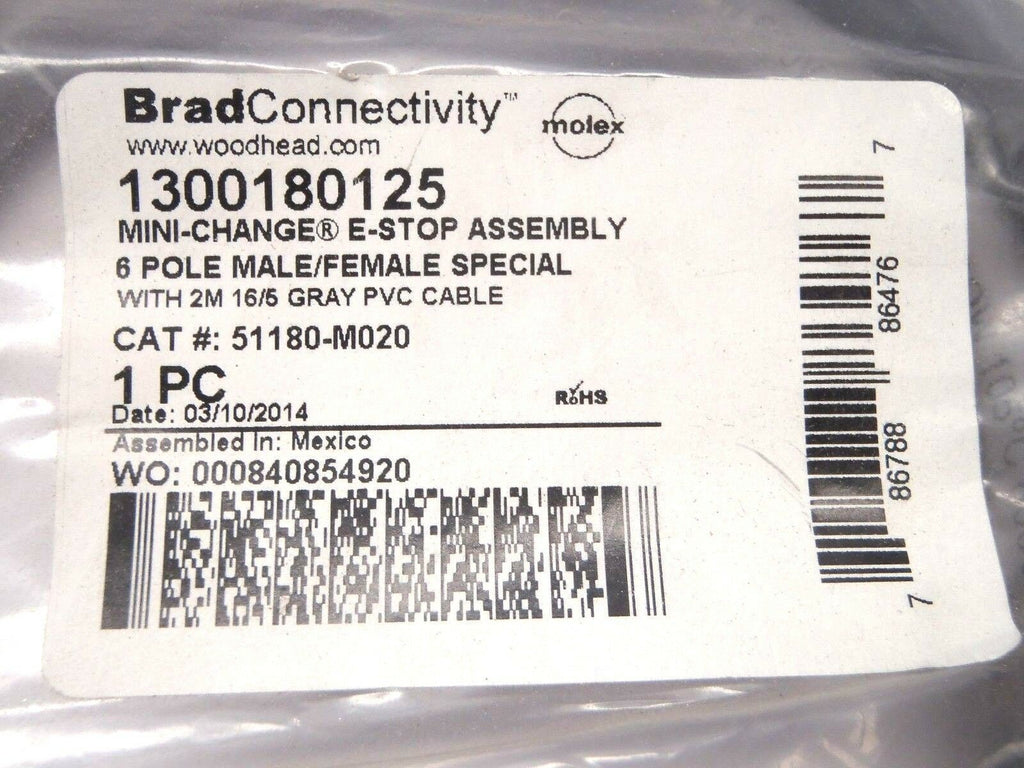 BradConnectivity™
molex
www.woodhead.com
1300180125
MINI-CHANGE® E-STOP ASSEMBLY
6 POLE MALE/FEMALE SPECIAL
WITH 2M 16/5 GRAY PVC CABLE
CAT #: 51180-M020
1 PC
RoHS
Date: 03/10/2014
Assembled In: Mexico
WO: 000840854920
7
86476
86788
7